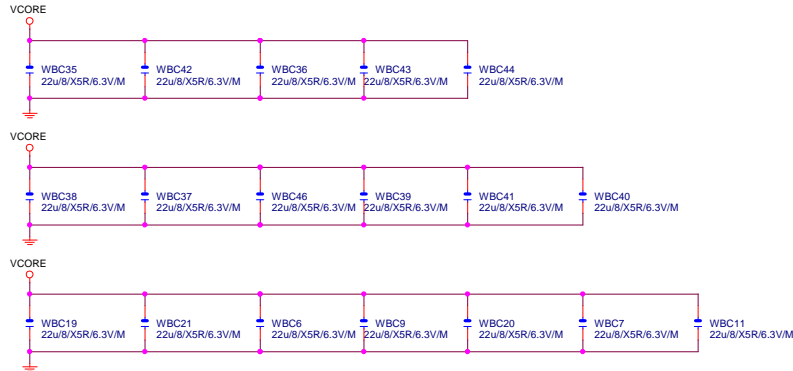 VCORE
WBC35 WBC42 WBC36 WBC43 WBC44
22u/8/X5R/6.3V/M 22u/8/X5R/6.3V/M 22u/8/X5R/6.3V/M 22u/8/X5R/6.3V/M 22u/8/X5R/6.3V/M
VCORE
WBC38 WBC37 WBC46 WBC39 WBC41 WBC40
22u/8/X5R/6.3V/M 22u/8/X5R/6.3V/M 22u/8/X5R/6.3V/M 22u/8/X5R/6.3V/M 22u/8/X5R/6.3V/M 22u/8/X5R/6.3V/M
VCORE
WBC19 WBC21 WBC6 WBC9 WBC20 WBC7 WBC11
22u/8/X5R/6.3V/M 22u/8/X5R/6.3V/M 22u/8/X5R/6.3V/M 22u/8/X5R/6.3V/M 22u/8/X5R/6.3V/M 22u/8/X5R/6.3V/M 22u/8/X5R/6.3V/M